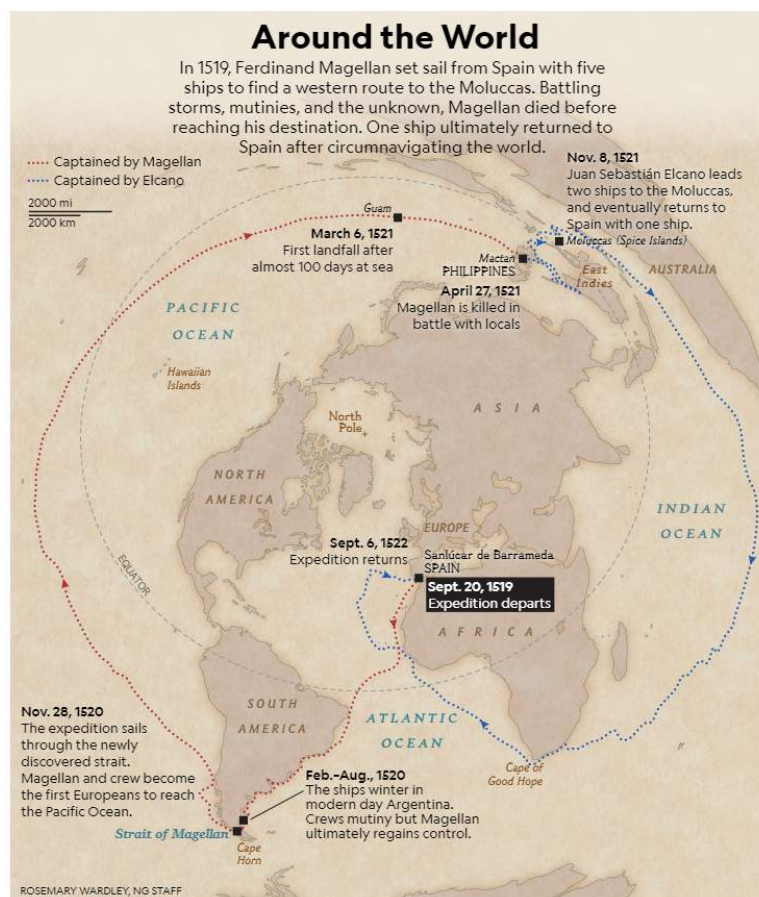 Around the World
In 1519, Ferdinand Magellan set sail from Spain with five
ships to find a western route to the Moluccas. Battling
storms, mutinies, and the unknown, Magellan died before
reaching his destination. One ship ultimately returned to
Spain after circumnavigating the world.
Captained by Magellan
Captained by Elcano
2000 mi
2000 km
Nov. 8, 1521
Juan Sebastián Elcano leads
two ships to the Moluccas,
and eventually returns to
Spain with one ship.
Moluccas (Spice Islands)
Guam
March 6, 1521
First landfall after
almost 100 days at sea
Mactan
PHILIPPINES
East
Indies
AUSTRALIA
April 27, 1521
Magellan is killed in
battle with locals
PACIFIC
OCEAN
Hawaiian
Islands
ASIA
North
Pole
NORTH
AMERICA
INDIAN
OCEAN
EUROPE
Sept. 6, 1522
Expedition returns
Sanlúcar de Barrameda
SPAIN
Sept. 20, 1519
Expedition departs
EQUATOR
AFRICA
SOUTH
AMERICA
ATLANTIC
OCEAN
Nov. 28, 1520
The expedition sails
through the newly
discovered strait.
Magellan and crew become
the first Europeans to reach
the Pacific Ocean.
Cape of
Good Hope
Feb.–Aug., 1520
The ships winter in
modern day Argentina.
Crews mutiny but Magellan
ultimately regains control.
Strait of Magellan
Cape
Horn
ROSEMARY WARDLEY, NG STAFF